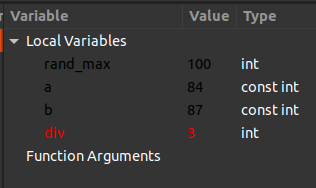 Variable Value Type
Local Variables
rand_max 100 int
a 84 const int
b 87 const int
div 3 int
Function Arguments